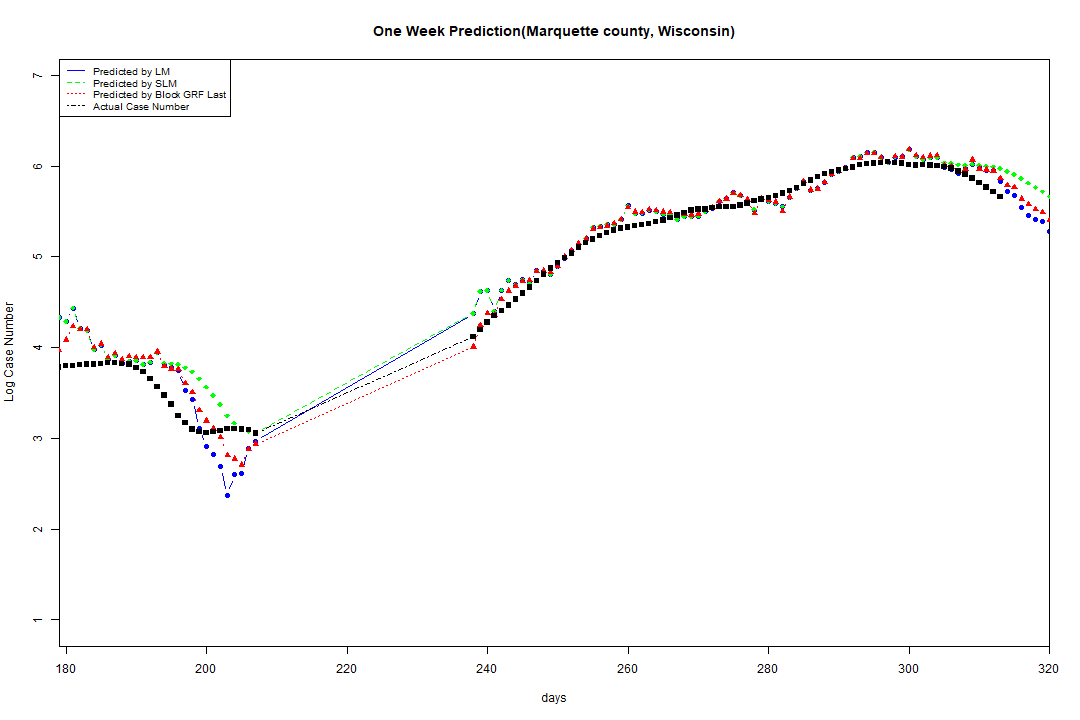 One Week Prediction(Marquette county, Wisconsin)
Predicted by LM
Predicted by SLM
Predicted by Block GRF Last
Actual Case Number
7
6
5
4
3
2
1
Log Case Number
180 200 220 240 260 280 300 320
days